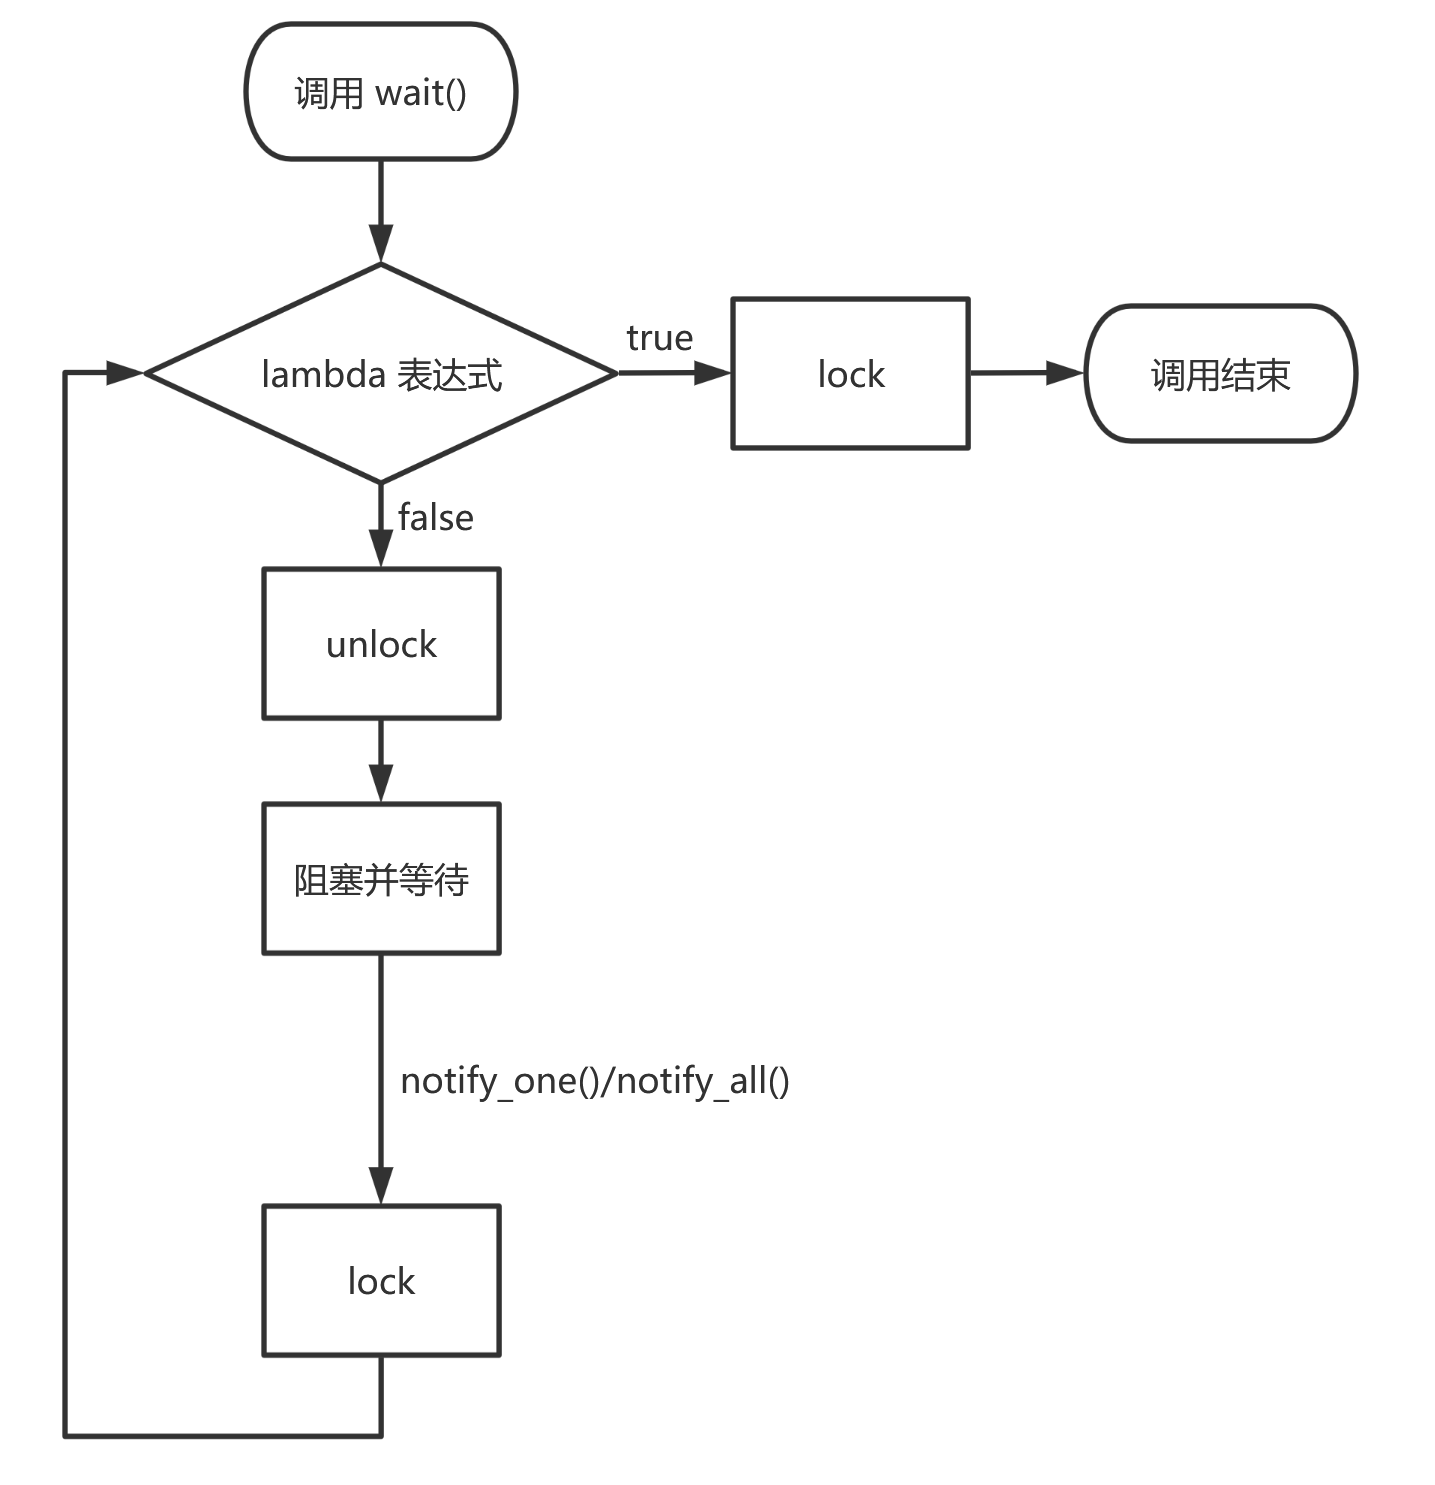 调用 wait()
lambda 表达式
true
lock
调用结束
false
unlock
阻塞并等待
notify_one()/notify_all()
lock